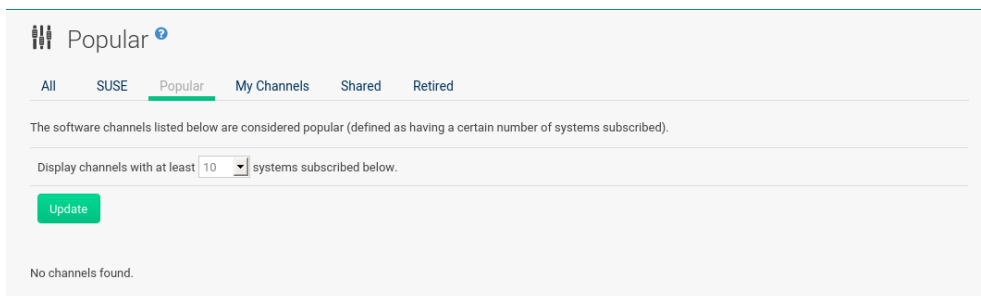 Popular ?
All SUSE Popular My Channels Shared Retired
The software channels listed below are considered popular (defined as having a certain number of systems subscribed).
Display channels with at least 10 systems subscribed below.
Update
No channels found.